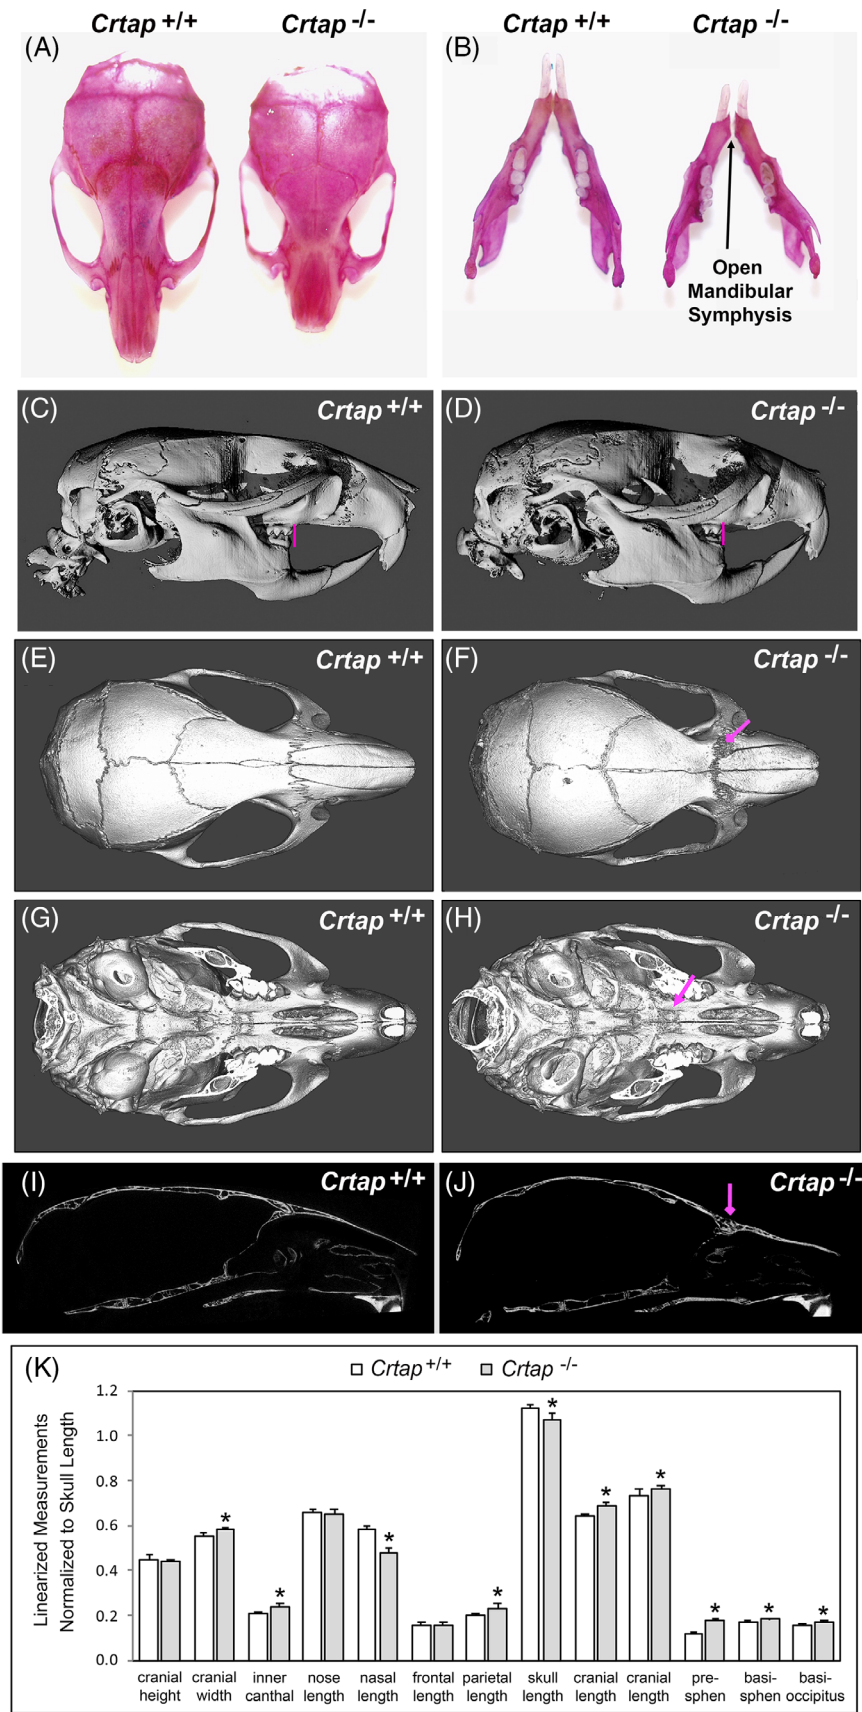 Crtap +/+ Crtap -/-
(A)
Crtap +/+ Crtap -/-
(B)
Open
Mandibular
Symphysis
(C) Crtap +/+
(D) Crtap -/-
(E) Crtap +/+
(F) Crtap -/-
(G) Crtap +/+
(H) Crtap -/-
(I) Crtap +/+
(J) Crtap -/-
(K)
Crtap +/+ Crtap -/-
Linearized Measurements
Normalized to Skull Length
1.2
1.0
0.8
0.6
0.4
0.2
0.0
* * * * * * * * * *
cranial height
cranial width
inner canthal
nose length
nasal length
frontal length
parietal length
skull length
cranial length
cranial length
pre-sphen
basi-sphen
basi-occipitus